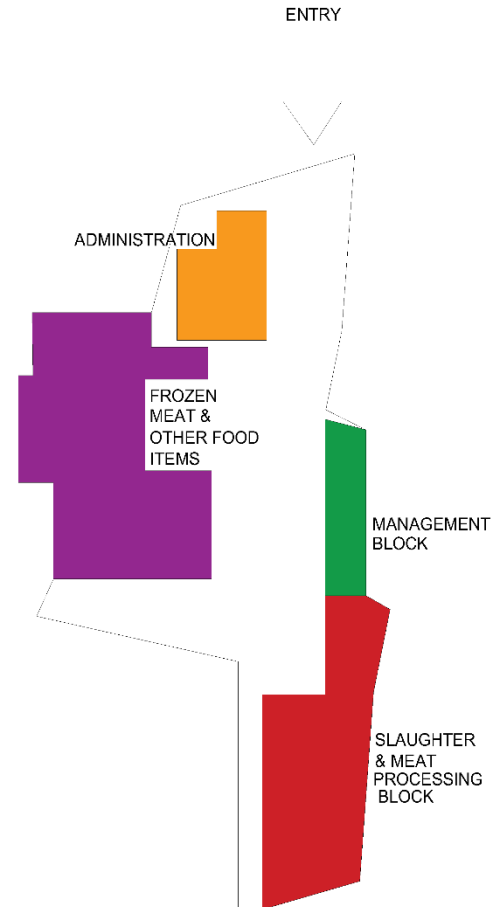 ENTRY
ADMINISTRATION
FROZEN
MEAT &
OTHER FOOD
ITEMS
MANAGEMENT
BLOCK
SLAUGHTER
& MEAT
PROCESSING
BLOCK